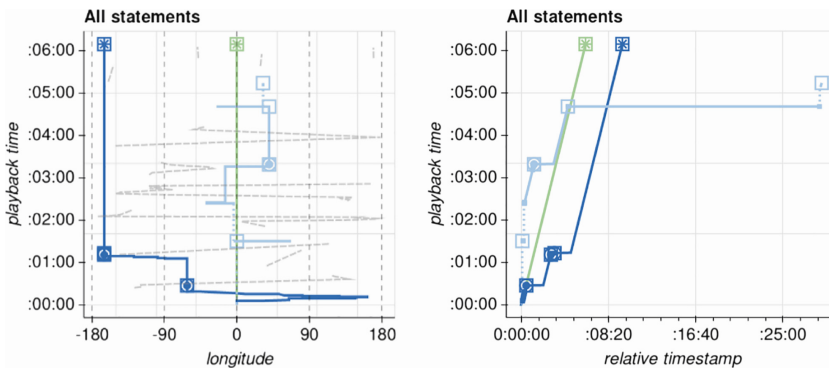 All statements
playback time
:06:00
:05:00
:04:00
:03:00
:02:00
:01:00
:00:00
-180 -90 0 90 180
longitude
All statements
playback time
:06:00
:05:00
:04:00
:03:00
:02:00
:01:00
:00:00
0:00:00 :08:20 :16:40 :25:00
relative timestamp